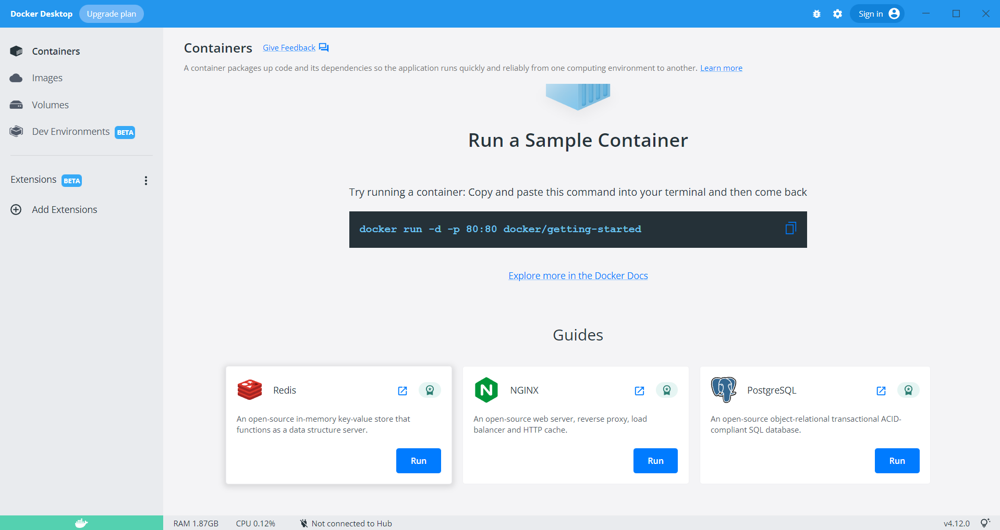 Docker Desktop
Upgrade plan
Sign in
Containers
Images
Volumes
Dev Environments BETA
Extensions BETA
Add Extensions
Containers
Give Feedback
A container packages up code and its dependencies so the application runs quickly and reliably from one computing environment to another. Learn more
Run a Sample Container
Try running a container: Copy and paste this command into your terminal and then come back
docker run -d -p 80:80 docker/getting-started
Explore more in the Docker Docs
Guides
Redis
An open-source in-memory key-value store that
functions as a data structure server.
Run
N
NGINX
An open-source web server, reverse proxy, load
balancer and HTTP cache.
Run
PostgreSQL
An open-source object-relational transactional ACID-
compliant SQL database.
Run
RAM 1.87GB
CPU 0.12%
Not connected to Hub
v4.12.0